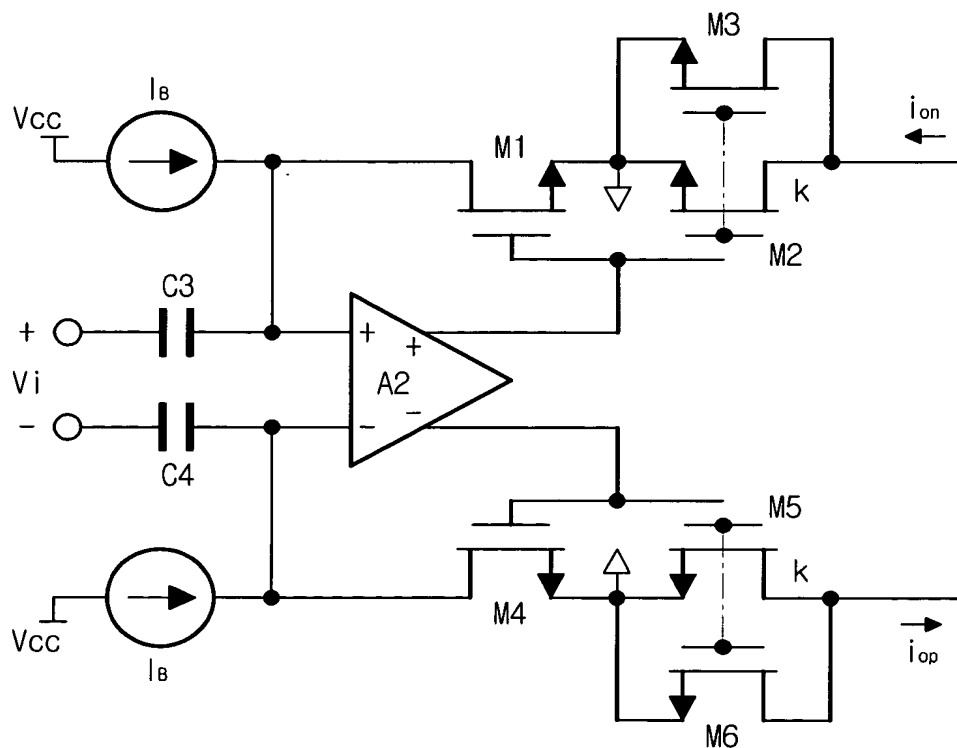 M3
IB
Vcc
M1
ion
k
M2
C3
+
+
+
A2
Vi
-
-
-
C4
M5
k
M4
Vcc
IB
iop
M6